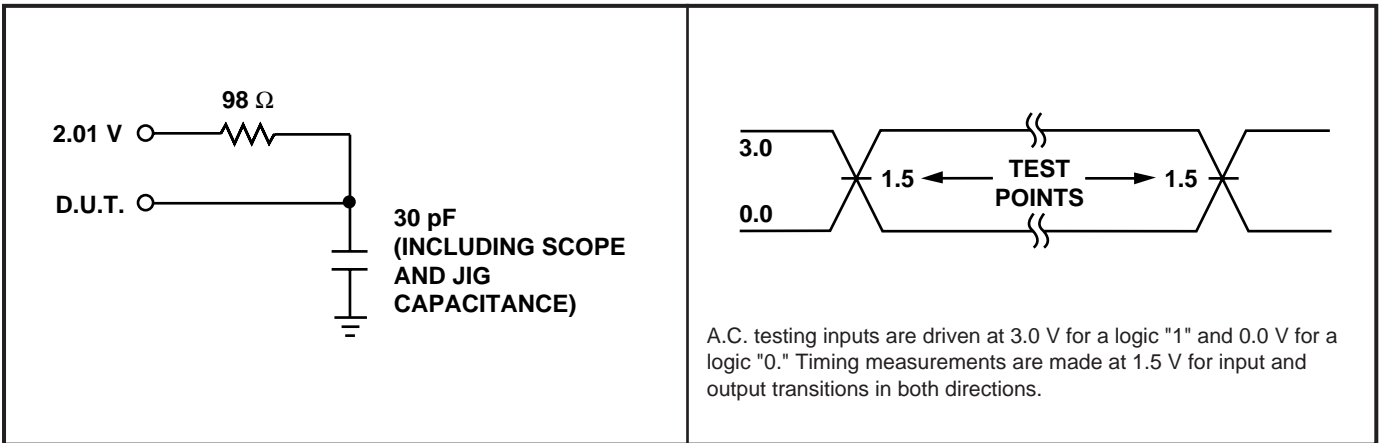 98 Ω
2.01 V
D.U.T.
30 pF
(INCLUDING SCOPE
AND JIG
CAPACITANCE)
3.0
0.0
1.5
TEST
POINTS
1.5
A.C. testing inputs are driven at 3.0 V for a logic "1" and 0.0 V for a
logic "0." Timing measurements are made at 1.5 V for input and
output transitions in both directions.